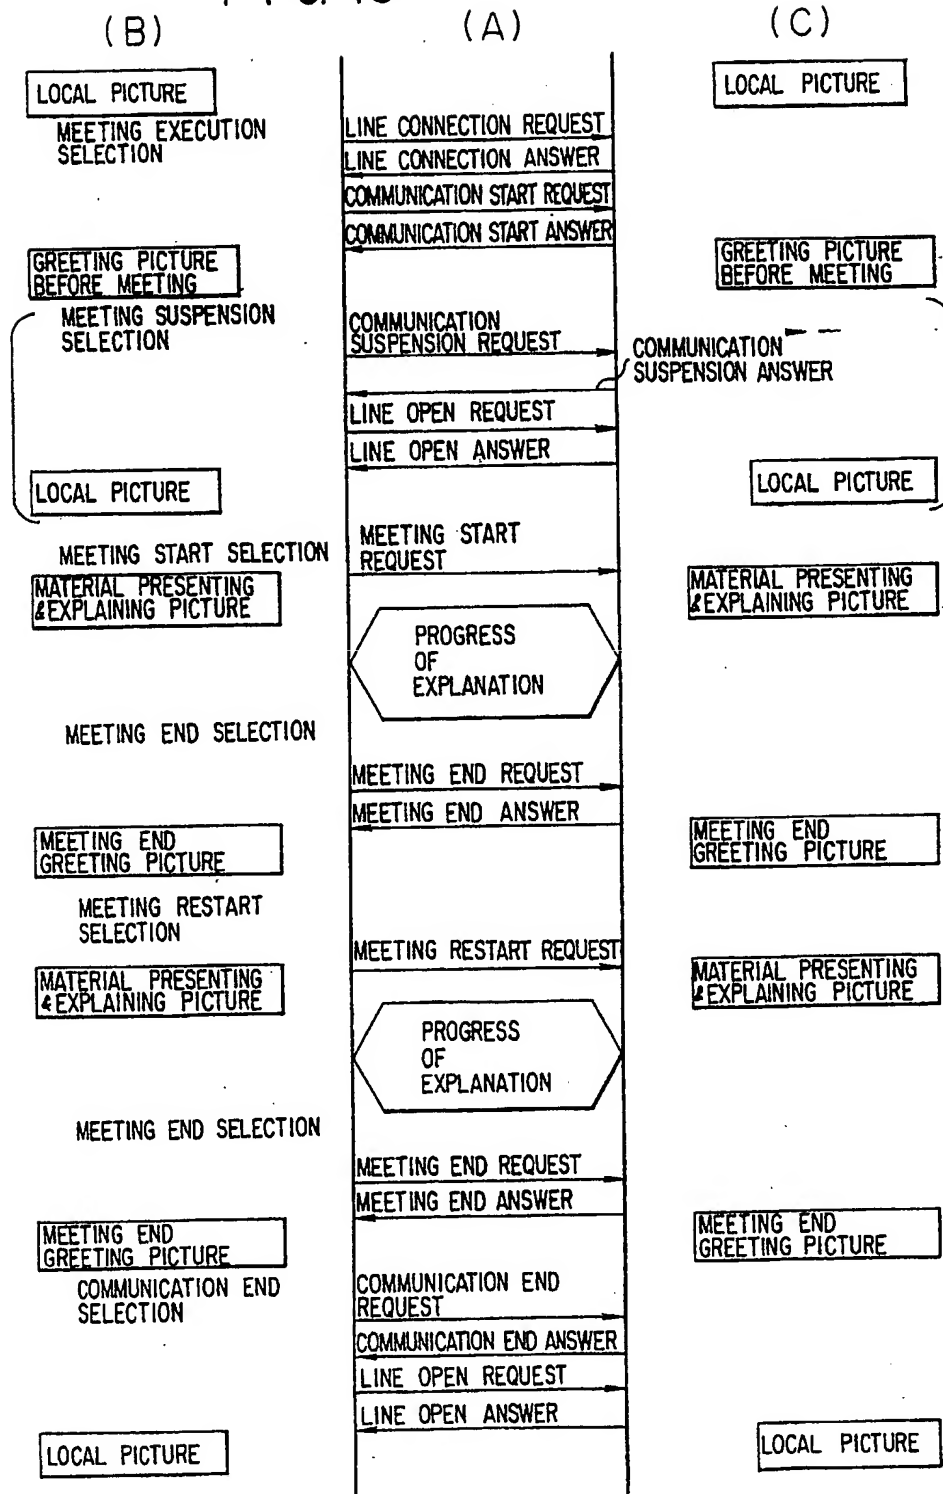 (B)
(A)
(C)
LOCAL PICTURE
LOCAL PICTURE
MEETING EXECUTION
SELECTION
LINE CONNECTION REQUEST
LINE CONNECTION ANSWER
COMMUNICATION START REQUEST
COMMUNICATION START ANSWER
GREETING PICTURE
BEFORE MEETING
GREETING PICTURE
BEFORE MEETING
MEETING SUSPENSION
SELECTION
COMMUNICATION
SUSPENSION REQUEST
COMMUNICATION
SUSPENSION ANSWER
LINE OPEN REQUEST
LINE OPEN ANSWER
LOCAL PICTURE
LOCAL PICTURE
MEETING START SELECTION
MEETING START
REQUEST
MATERIAL PRESENTING
&EXPLAINING PICTURE
MATERIAL PRESENTING
&EXPLAINING PICTURE
PROGRESS
OF
EXPLANATION
MEETING END SELECTION
MEETING END REQUEST
MEETING END ANSWER
MEETING END
GREETING PICTURE
MEETING END
GREETING PICTURE
MEETING RESTART
SELECTION
MEETING RESTART REQUEST
MATERIAL PRESENTING
&EXPLAINING PICTURE
MATERIAL PRESENTING
&EXPLAINING PICTURE
PROGRESS
OF
EXPLANATION
MEETING END SELECTION
MEETING END REQUEST
MEETING END ANSWER
MEETING END
GREETING PICTURE
MEETING END
GREETING PICTURE
COMMUNICATION END
SELECTION
COMMUNICATION END
REQUEST
COMMUNICATION END ANSWER
LINE OPEN REQUEST
LINE OPEN ANSWER
LOCAL PICTURE
LOCAL PICTURE